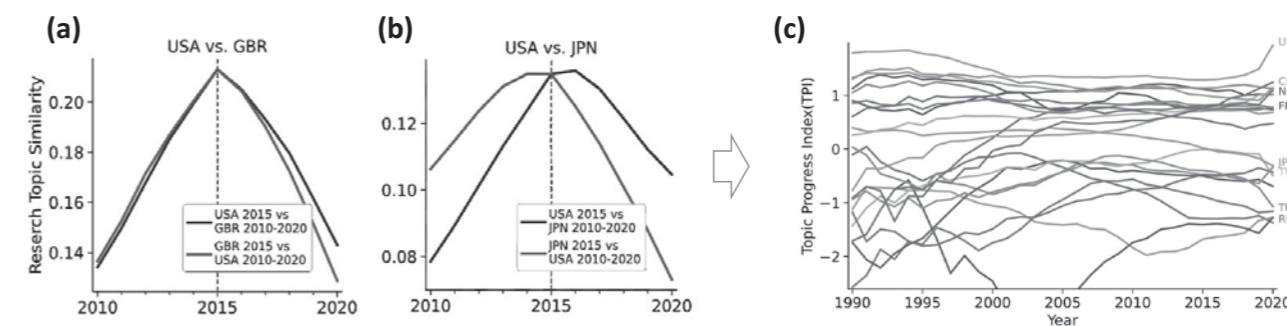 (a)
USA vs. GBR
Reserch Topic Similarity
0.20
0.18
0.16
0.14
USA 2015 vs
GBR 2010-2020
GBR 2015 vs
USA 2010-2020
2010
2015
2020
(b)
USA vs. JPN
0.12
0.10
0.08
USA 2015 vs
JPN 2010-2020
JPN 2015 vs
USA 2010-2020
2010
2015
2020
(c)
Topic Progress Index(TPI)
1
0
−1
−2
1990
1995
2000
2005
2010
2015
2020
Year